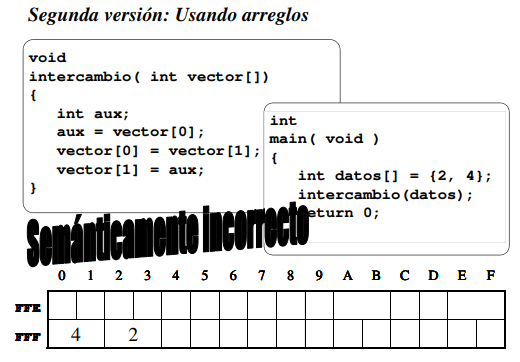 Segunda versión: Usando arreglos
void
intercambio( int vector[])
{
int aux;
aux = vector[0];
vector[0] = vector[1];
vector[1] = aux;
}
int
main( void )
{
int datos[] = {2, 4};
intercambio(datos);
return 0;
Semánticamente incorrecto
0 1 2 3 4 5 6 7 8 9 A B C D E F
FFE
FFF 4 2